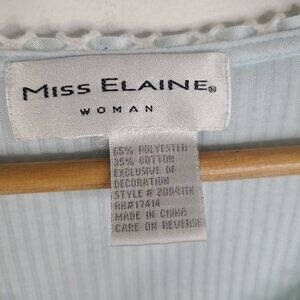 MISS ELAINE®
WOMAN
65% POLYESTER
35% COTTON
EXCLUSIVE OF
DECORATION
STYLE #
RN#17414
MADE IN CHINA
CARE ON REVERSE